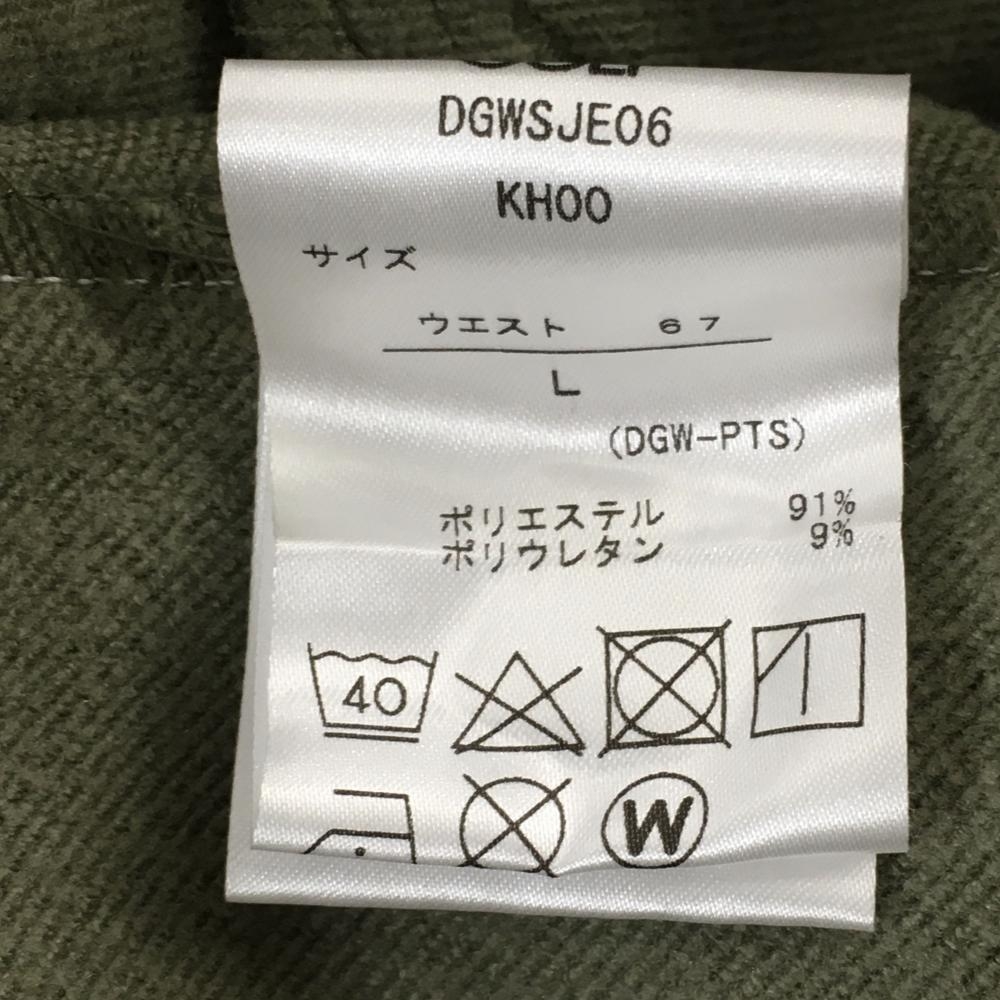 DGWSJE06
KH00
サイズ
ウエスト 67
L
(DGW-PTS)
ポリエステル 91%
ポリウレタン 9%
40
W